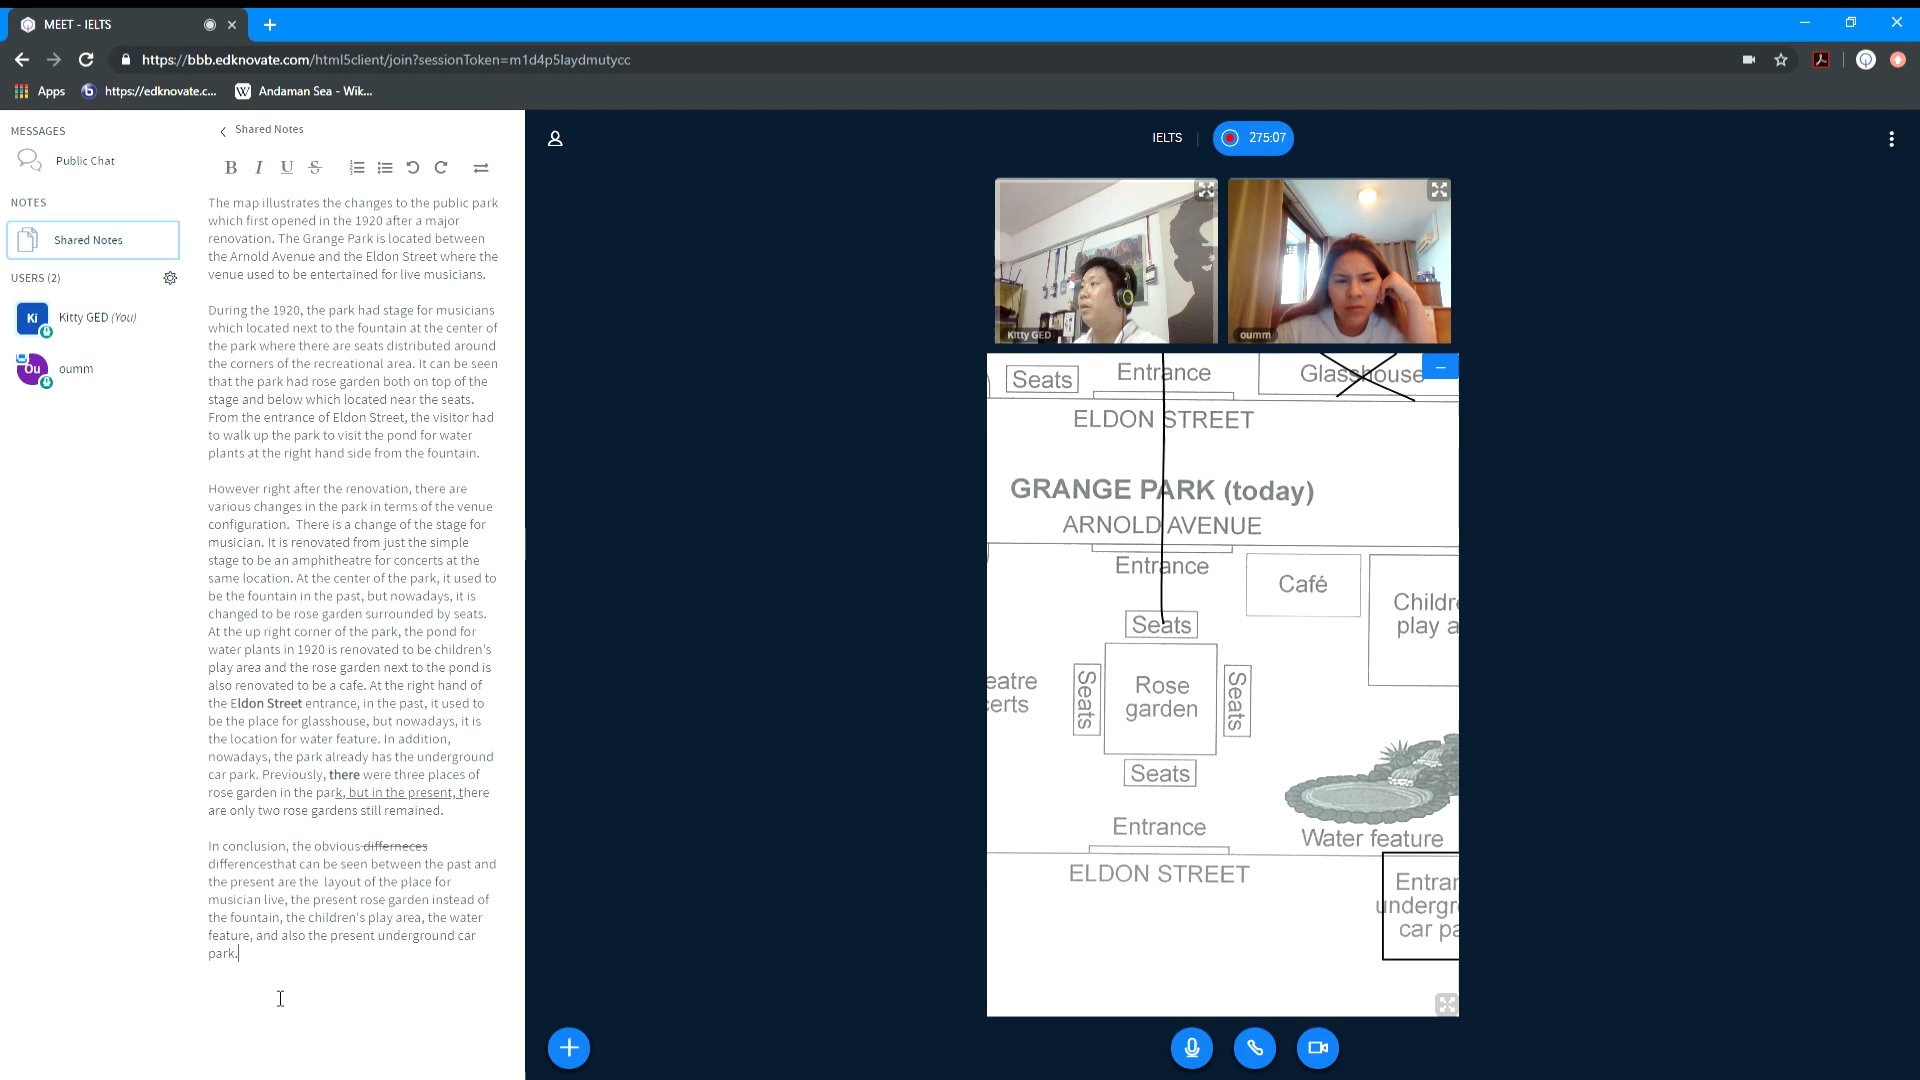 MEET - IELTS
https://bbb.edknovate.com/html5client/join?sessionToken=m1d4p5laydmutycc
Apps
https://edknovate.c...
W
Andaman Sea - Wik...
MESSAGES
Public Chat
NOTES
Shared Notes
USERS (2)
Ki
Kitty GED (You)
Ou
oumm
Shared Notes
B I U S
The map illustrates the changes to the public park
which first opened in the 1920 after a major
renovation. The Grange Park is located between
the Arnold Avenue and the Eldon Street where the
venue used to be entertained for live musicians.
During the 1920, the park had stage for musicians
which located next to the fountain at the center of
the park where there are seats distributed around
the corners of the recreational area. It can be seen
that the park had rose garden both on top of the
stage and below which located near the seats.
From the entrance of Eldon Street, the visitor had
to walk up the park to visit the pond for water
plants at the right hand side from the fountain.
However right after the renovation, there are
various changes in the park in terms of the venue
configuration.  There is a change of the stage for
musician. It is renovated from just the simple
stage to be an amphitheatre for concerts at the
same location. At the center of the park, it used to
be the fountain in the past, but nowadays, it is
changed to be rose garden surrounded by seats.
At the up right corner of the park, the pond for
water plants in 1920 is renovated to be children's
play area and the rose garden next to the pond is
also renovated to be a cafe. At the right hand of
the Eldon Street entrance, in the past, it used to
be the place for glasshouse, but nowadays, it is
the location for water feature. In addition,
nowadays, the park already has the underground
car park. Previously, there were three places of
rose garden in the park, but in the present, there
are only two rose gardens still remained.
In conclusion, the obvious differneces
differencesthat can be seen between the past and
the present are the  layout of the place for
musician live, the present rose garden instead of
the fountain, the children's play area, the water
feature, and also the present underground car
park.
IELTS
275:07
Kitty GED
oumm
Seats
Entrance
Glasshouse
ELDON STREET
GRANGE PARK (today)
ARNOLD AVENUE
Entrance
Café
Childr
play a
Seats
eatre
certs
Seats
Rose
garden
Seats
Seats
Entrance
Water feature
ELDON STREET
Entrar
undergr
car pa